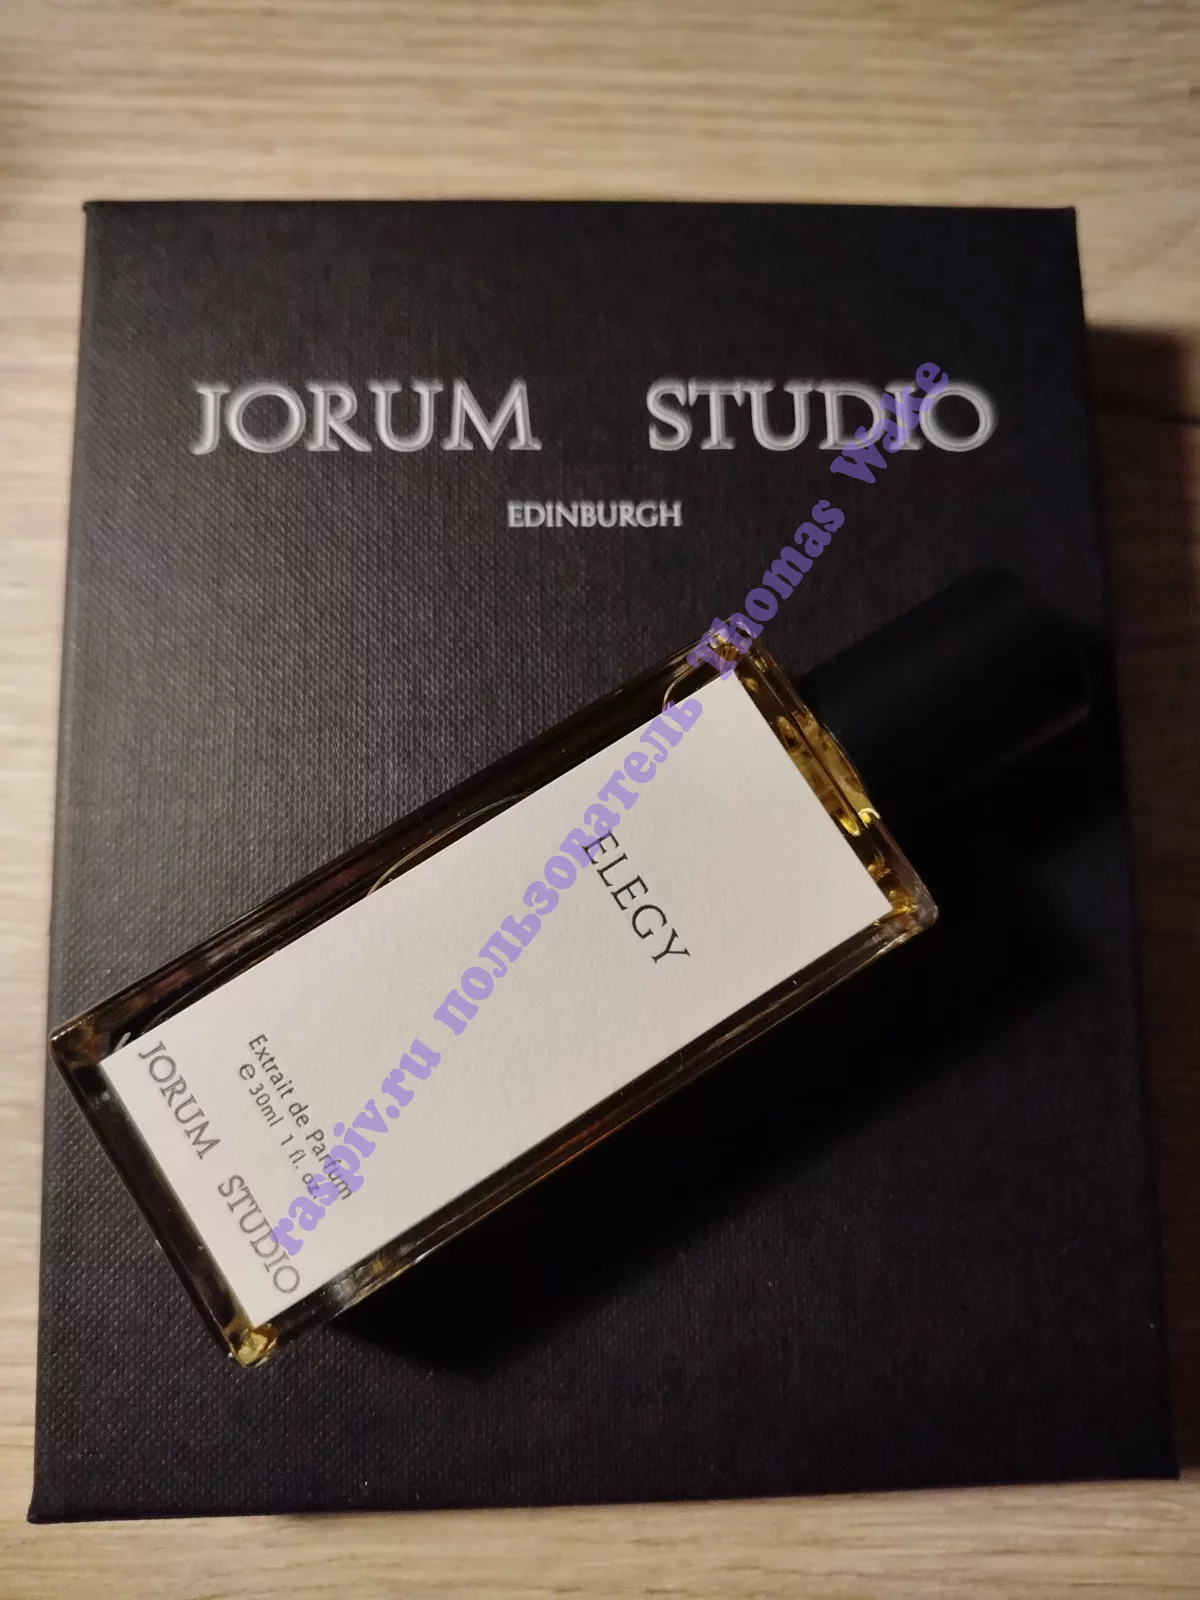 JORUM STUDIO
EDINBURGH
ELEGY
Extrait de Parfum
e 30ml 1 fl. oz.
JORUM STUDIO
raspiv.ru пользователь Thomas Wake